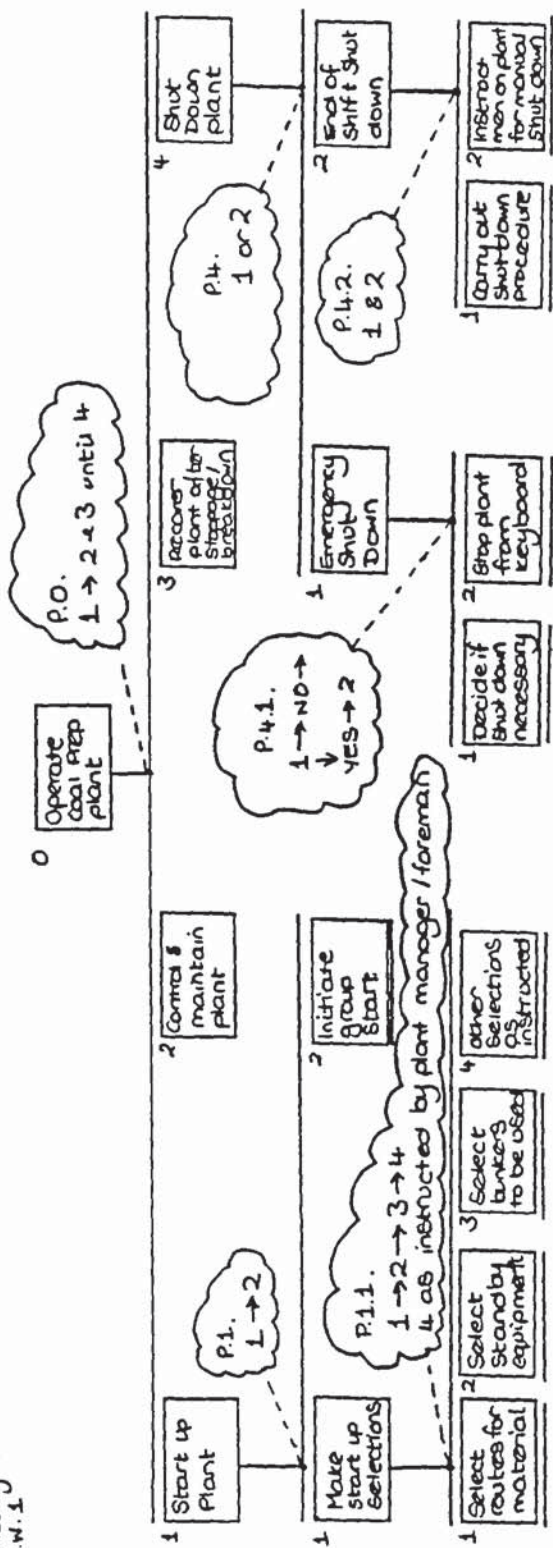 .W. 1
0
Operate
Coal Prep
plant
P.O.
1 → 2 & 3 until 4
1
Start up
Plant
P.1.
1 → 2
2
Control &
maintain
plant
3
Recover
plant after
stoppage/
breakdown
P.4.
1 or 2
4
Shut
Down
plant
1
Make
start up
selections
2
Initiate
group
start
P.1.1.
1 → 2 → 3 → 4
4 as instructed by plant manager/foreman
P.4.1.
1 → NO →
↓
YES → 2
1
Emergency
Shut
Down
P.4.2.
1 & 2
2
End of
Shift Shut
down
1
Select
routes for
material
2
Select
Standby
equipment
3
Select
bunkers
to be used
4
other
Selections
as
instructed
1
Decide if
Shut down
necessary
2
Stop plant
from
keyboard
1
Carry out
shut down
procedure
2
Instruct
men on plant
for manual
shut down